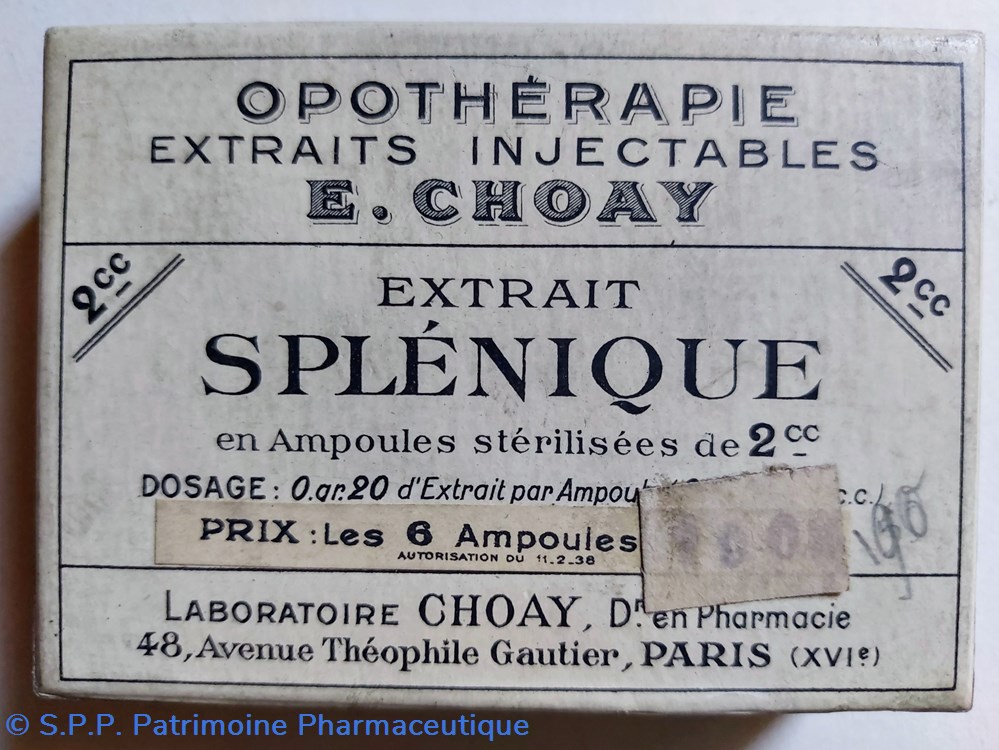 OPOTHÉRAPIE
EXTRAITS INJECTABLES
E. CHOAY
2cc
2cc
EXTRAIT
SPLÉNIQUE
en Ampoules stérilisées de 2cc
DOSAGE: 0.gr.20 d'Extrait par c.c.)
PRIX: Les 6 Ampoules
AUTORISATION DU 11-2-38
LABORATOIRE CHOAY, Dr en Pharmacie
48, Avenue Théophile Gautier, PARIS (XVIe)
© S.P.P. Patrimoine Pharmaceutique